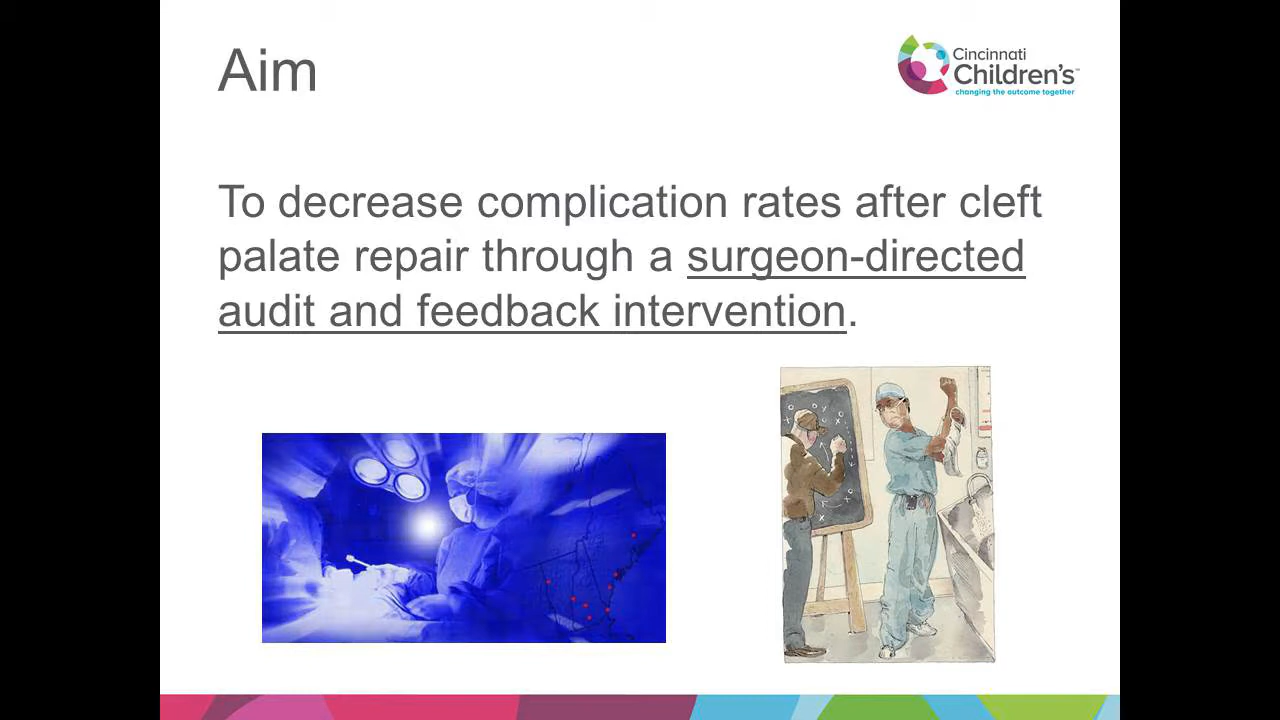 Aim
Cincinnati
Children's™
changing the outcome together
To decrease complication rates after cleft
palate repair through a surgeon-directed
audit and feedback intervention.